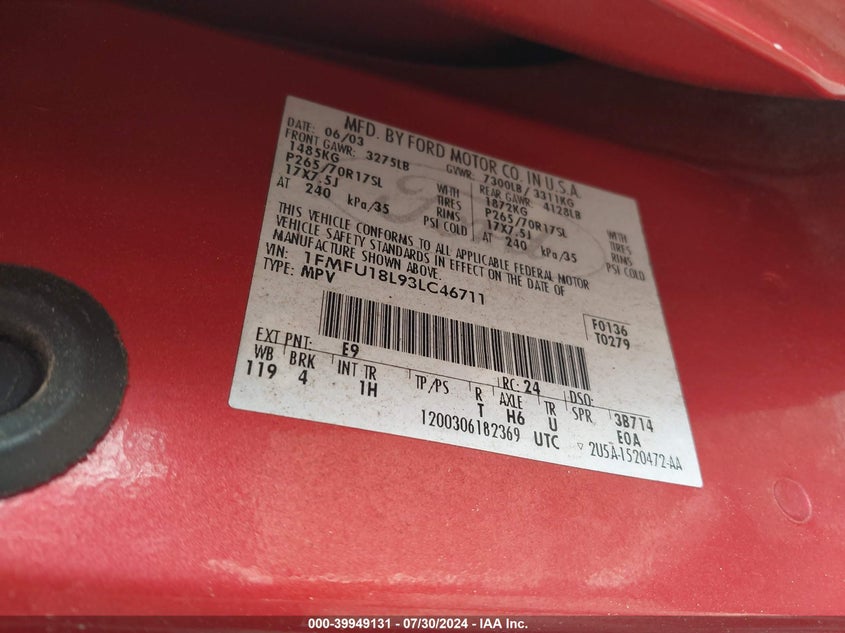 MFD. BY FORD MOTOR CO. IN U.S.A.
DATE: 06/03 GVWR: 7300LB/ 3311KG
FRONT GAWR: 3275LB REAR GAWR: 4128LB
1485KG WITH 1872KG WITH
P265/70R17SL TIRES P265/70R17SL TIRES
17X7.5J RIMS 17X7.5J RIMS
AT 240 kPa/35 PSI COLD AT 240 kPa/35 PSI COLD
THIS VEHICLE CONFORMS TO ALL APPLICABLE FEDERAL MOTOR
VEHICLE SAFETY STANDARDS IN EFFECT ON THE DATE OF
MANUFACTURE SHOWN ABOVE.
VIN: 1FMFU18L93LC46711
TYPE: MPV
F0136
T0279
EXT PNT: E9 RC: 24 DSO:
WB BRK INT TR TP/PS R AXLE TR SPR 3B714
119 4 1H T H6 U E0A
1200306182369 UTC ▽ 2U5A-1520472-AA
Ford
000-39949131 - 07/30/2024 - IAA Inc.